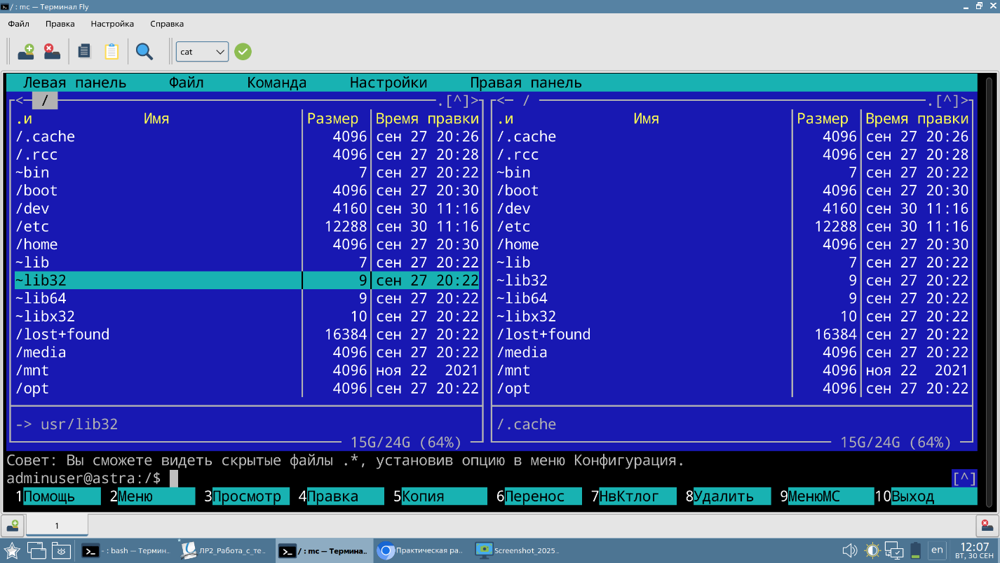 / : mc — Терминал Fly
Файл Правка Настройка Справка
cat
Левая панель Файл Команда Настройки Правая панель
<— / .[^]> <— / .[^]>
.и Имя Размер Время правки .и Имя Размер Время правки
/.cache 4096 сен 27 20:26 /.cache 4096 сен 27 20:26
/.rcc 4096 сен 27 20:28 /.rcc 4096 сен 27 20:28
~bin 7 сен 27 20:22 ~bin 7 сен 27 20:22
/boot 4096 сен 27 20:30 /boot 4096 сен 27 20:30
/dev 4160 сен 30 11:16 /dev 4160 сен 30 11:16
/etc 12288 сен 30 11:16 /etc 12288 сен 30 11:16
/home 4096 сен 27 20:30 /home 4096 сен 27 20:30
~lib 7 сен 27 20:22 ~lib 7 сен 27 20:22
~lib32 9 сен 27 20:22 ~lib32 9 сен 27 20:22
~lib64 9 сен 27 20:22 ~lib64 9 сен 27 20:22
~libx32 10 сен 27 20:22 ~libx32 10 сен 27 20:22
/lost+found 16384 сен 27 20:22 /lost+found 16384 сен 27 20:22
/media 4096 сен 27 20:22 /media 4096 сен 27 20:22
/mnt 4096 ноя 22 2021 /mnt 4096 ноя 22 2021
/opt 4096 сен 27 20:22 /opt 4096 сен 27 20:22
-> usr/lib32 /.cache
15G/24G (64%) 15G/24G (64%)
Совет: Вы сможете видеть скрытые файлы .*, установив опцию в меню Конфигурация.
adminuser@astra:/$ [^]
1Помощь 2Меню 3Просмотр 4Правка 5Копия 6Перенос 7НвКтлог 8Удалить 9МенюМС 10Выход
1
- : bash — Термин.. ЛР2_Работа_с_те.. / : mc — Термина.. Практическая ра.. Screenshot_2025.. en 12:07
ВТ, 30 СЕН